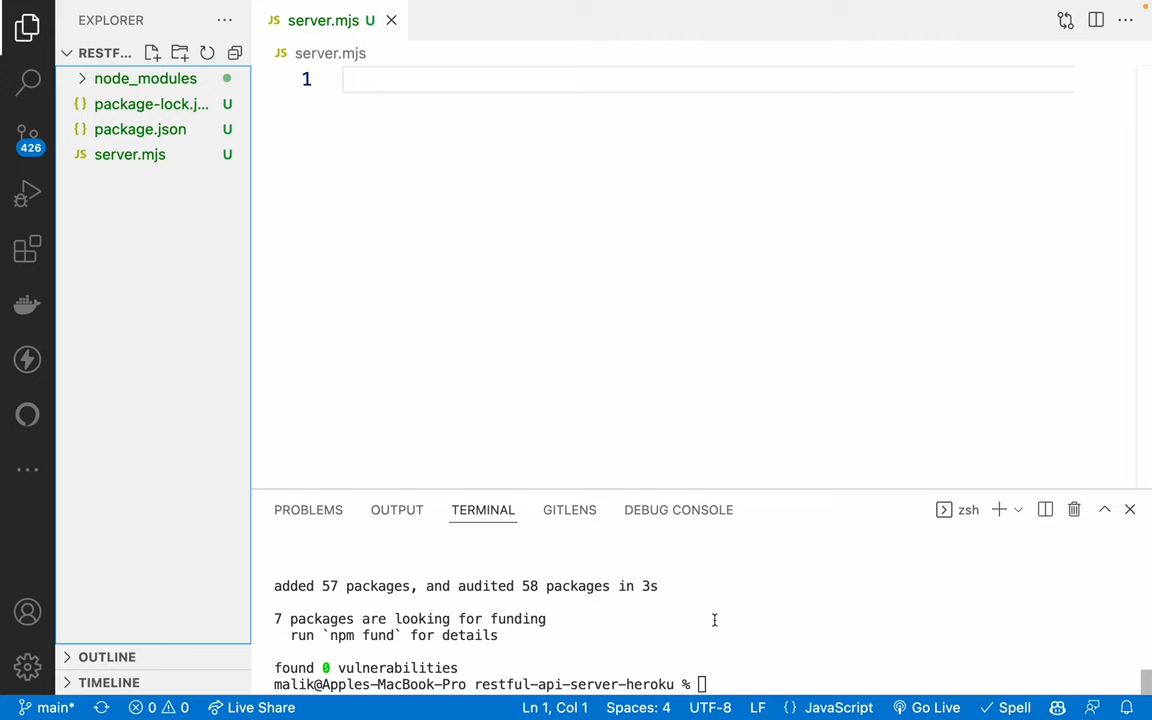 EXPLORER
RESTF...
node_modules
{} package-lock.j... U
{} package.json U
JS server.mjs U
426
OUTLINE
TIMELINE
JS server.mjs U
JS server.mjs
1
PROBLEMS OUTPUT TERMINAL GITLENS DEBUG CONSOLE
zsh
added 57 packages, and audited 58 packages in 3s
7 packages are looking for funding
run `npm fund` for details
found 0 vulnerabilities
malik@Apples-MacBook-Pro restful-api-server-heroku %
main* 0 0 Live Share Ln 1, Col 1 Spaces: 4 UTF-8 LF {} JavaScript Go Live Spell